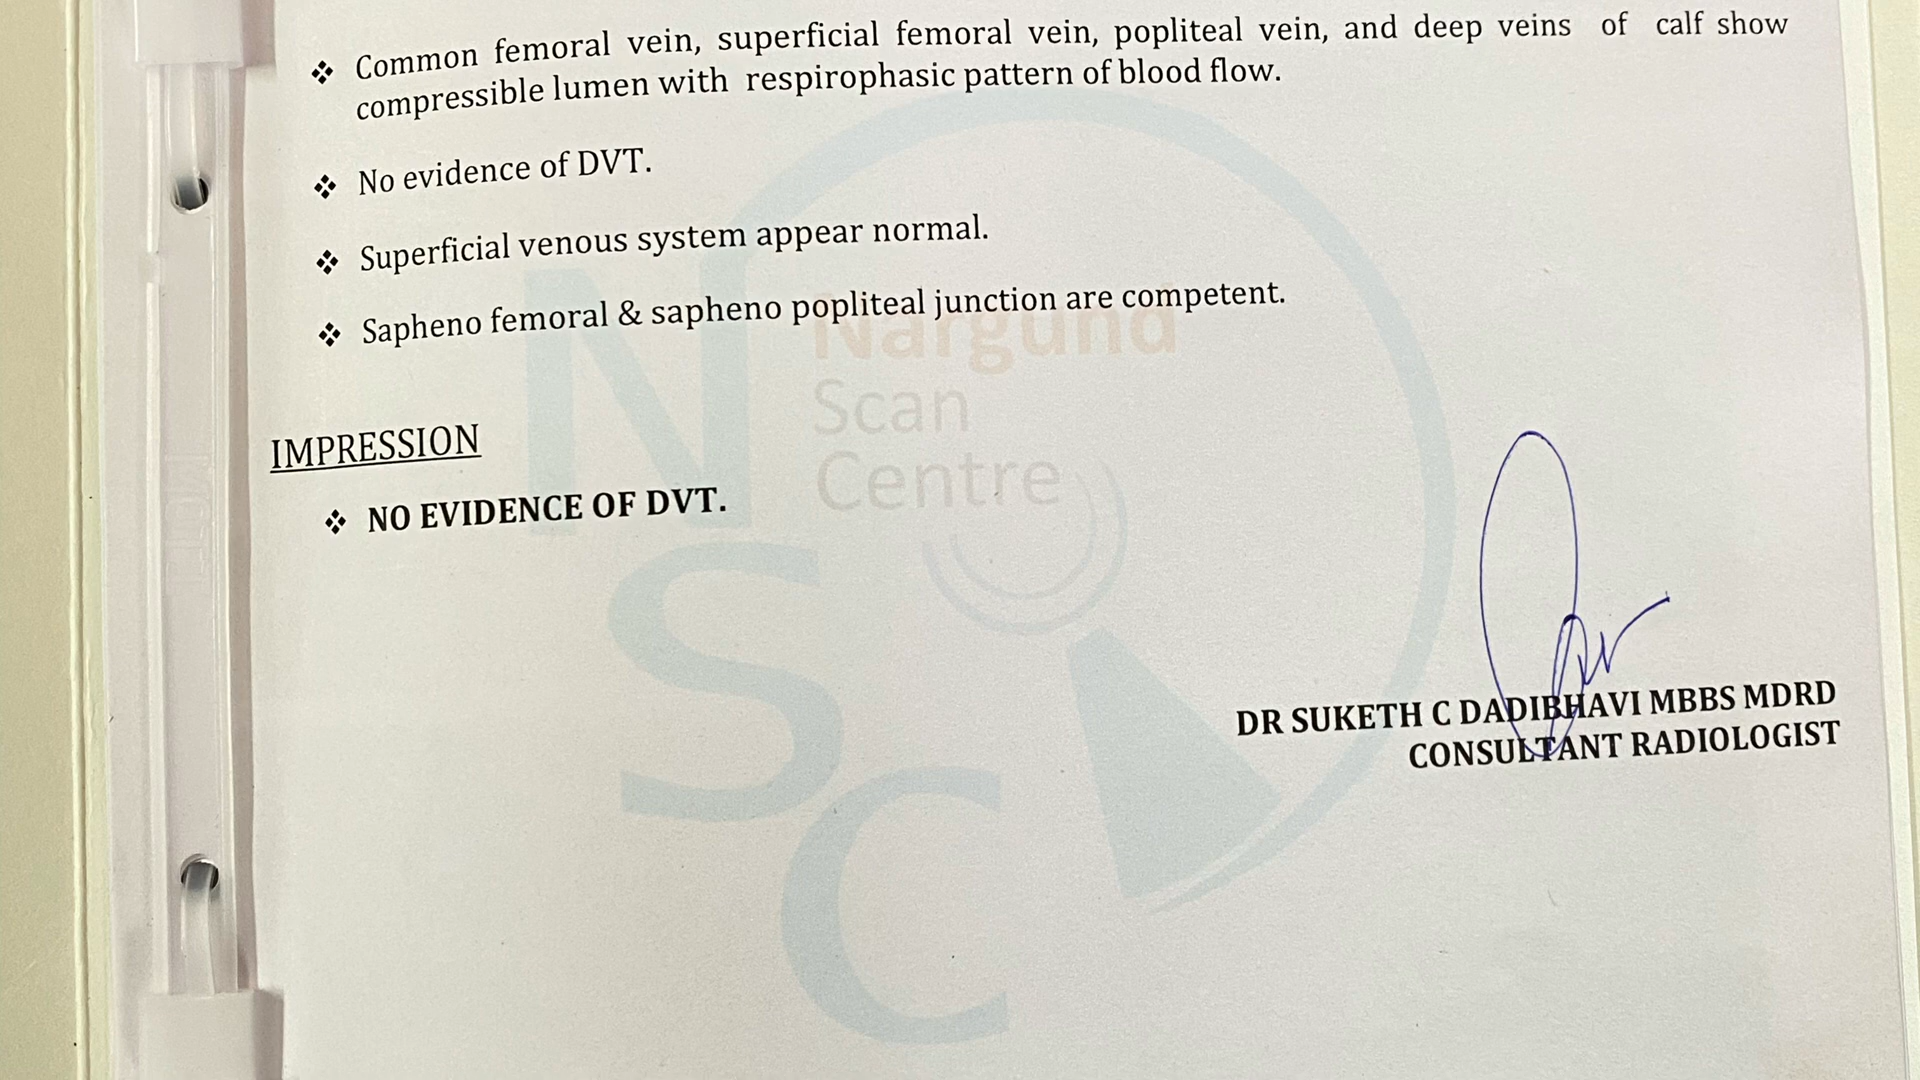 ❖ Common femoral vein, superficial femoral vein, popliteal vein, and deep veins of calf show
compressible lumen with respirophasic pattern of blood flow.
❖ No evidence of DVT.
❖ Superficial venous system appear normal.
❖ Sapheno femoral & sapheno popliteal junction are competent.
Nargund
Scan
Centre
NSC
IMPRESSION
❖ NO EVIDENCE OF DVT.
DR SUKETH C DADIBHAVI MBBS MDRD
CONSULTANT RADIOLOGIST